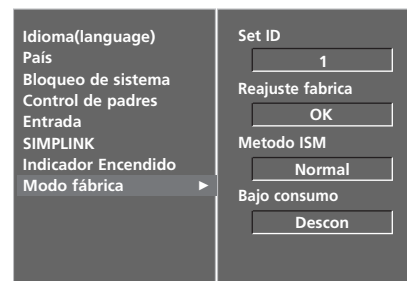 Idioma(language)
País
Bloqueo de sistema
Control de padres
Entrada
SIMPLINK
Indicador Encendido
Modo fábrica ►
Set ID
1
Reajuste fabrica
OK
Metodo ISM
Normal
Bajo consumo
Descon